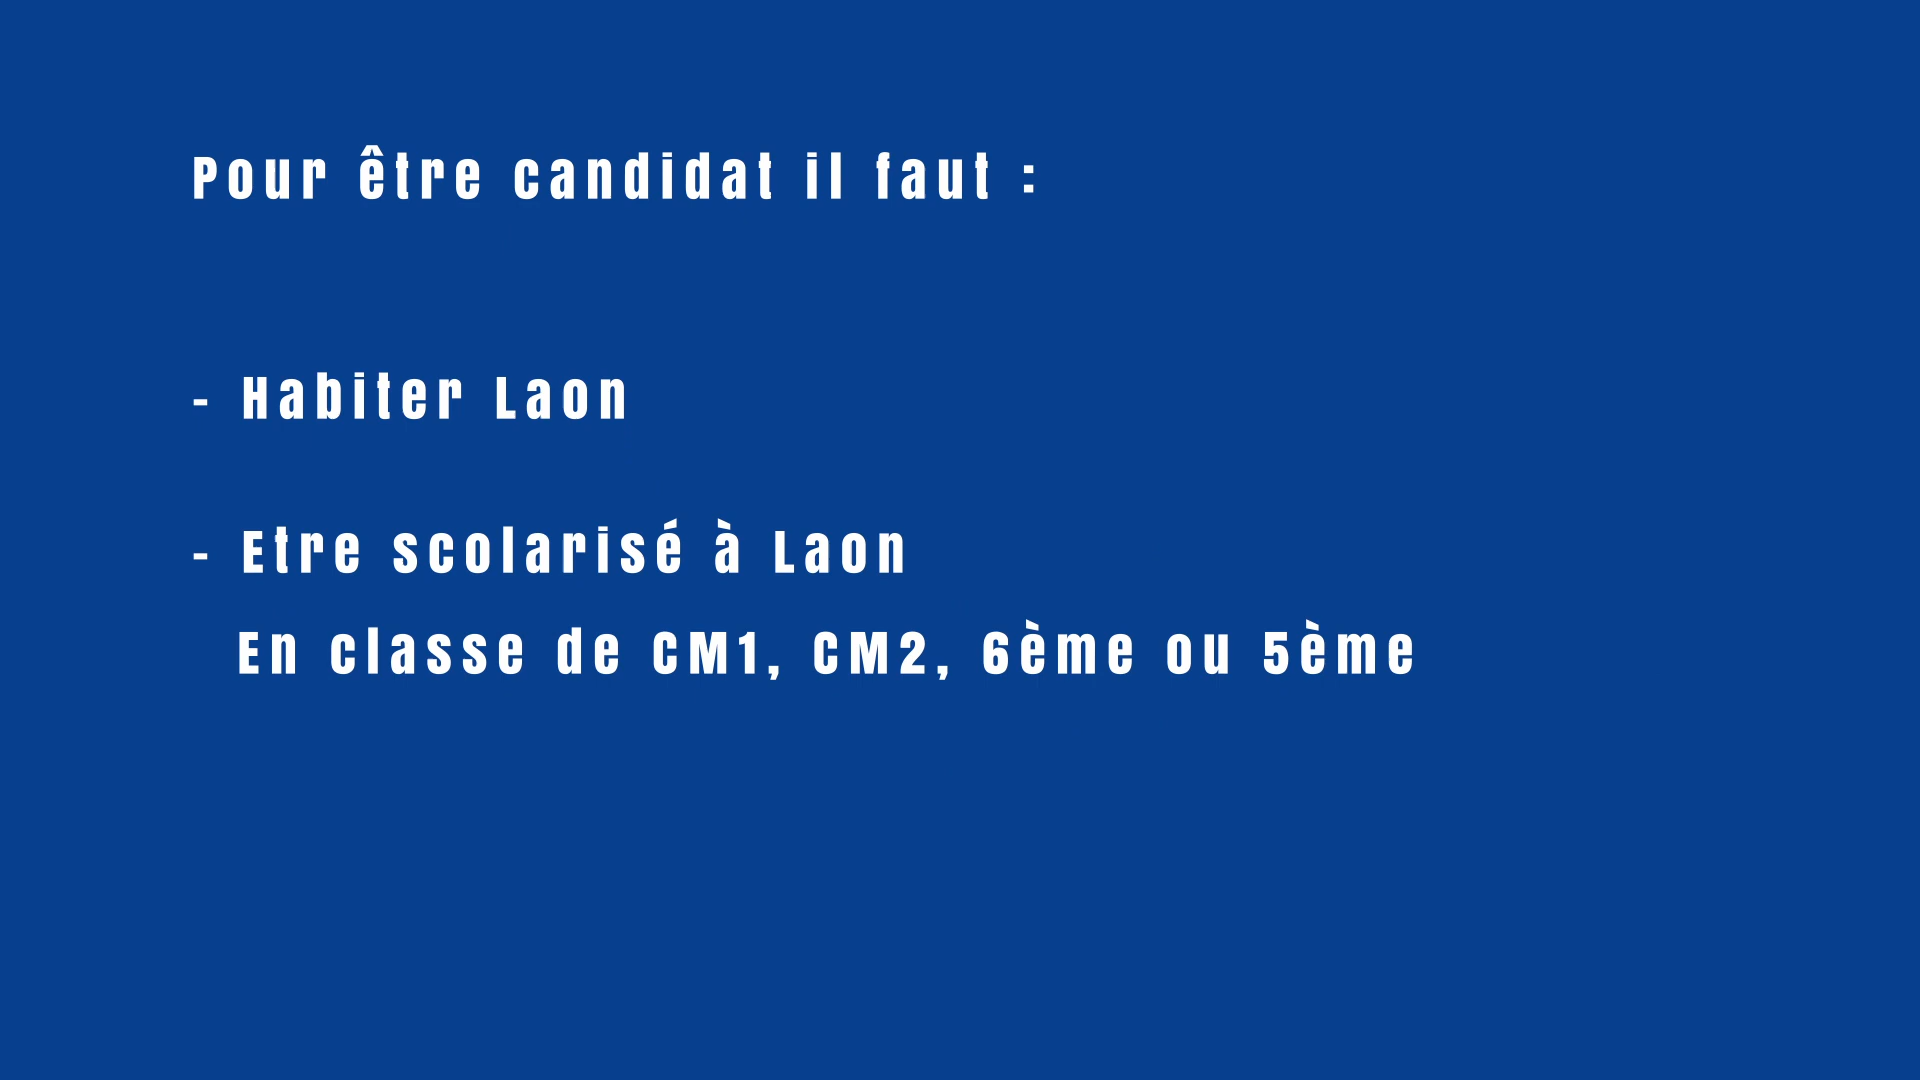 Pour être candidat il faut :
- Habiter Laon
- Etre scolarisé à Laon
En classe de CM1, CM2, 6ème ou 5ème